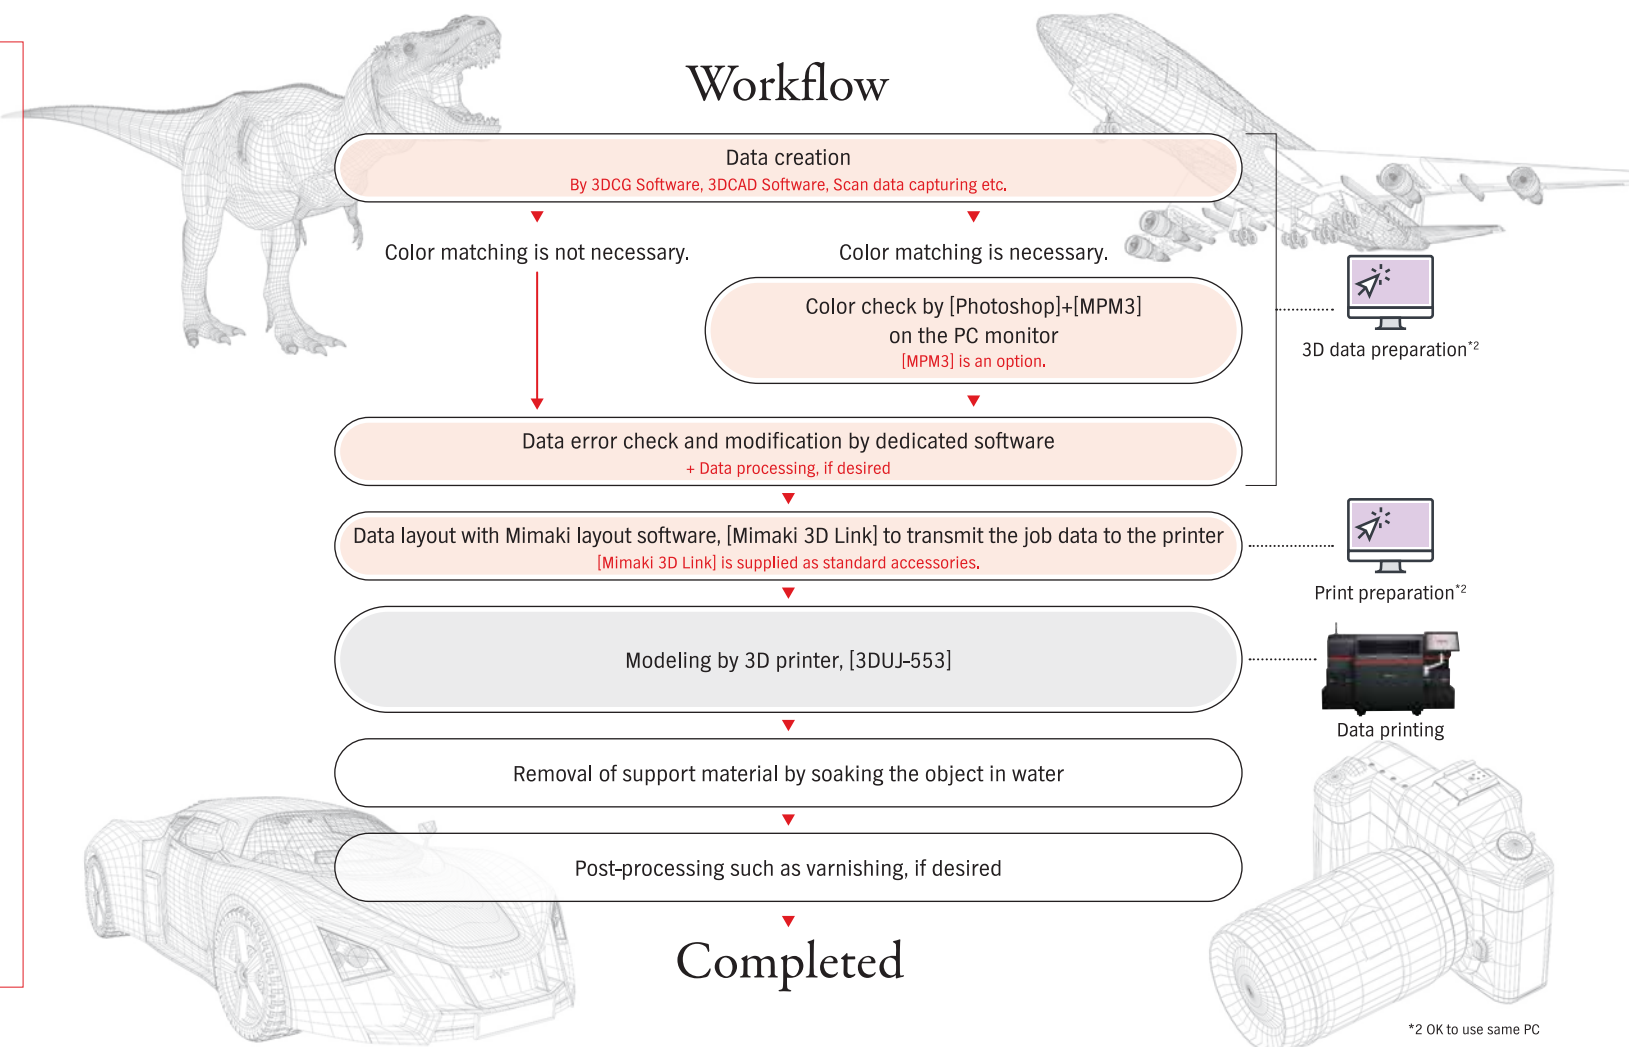 Workflow
Data creation
By 3DCG Software, 3DCAD Software, Scan data capturing etc.
Color matching is not necessary.
Color matching is necessary.
Color check by [Photoshop]+[MPM3]
on the PC monitor
[MPM3] is an option.
3D data preparation*2
Data error check and modification by dedicated software
+ Data processing, if desired
Data layout with Mimaki layout software, [Mimaki 3D Link] to transmit the job data to the printer
[Mimaki 3D Link] is supplied as standard accessories.
Print preparation*2
Modeling by 3D printer, [3DUJ-553]
Data printing
Removal of support material by soaking the object in water
Post-processing such as varnishing, if desired
Completed
*2 OK to use same PC